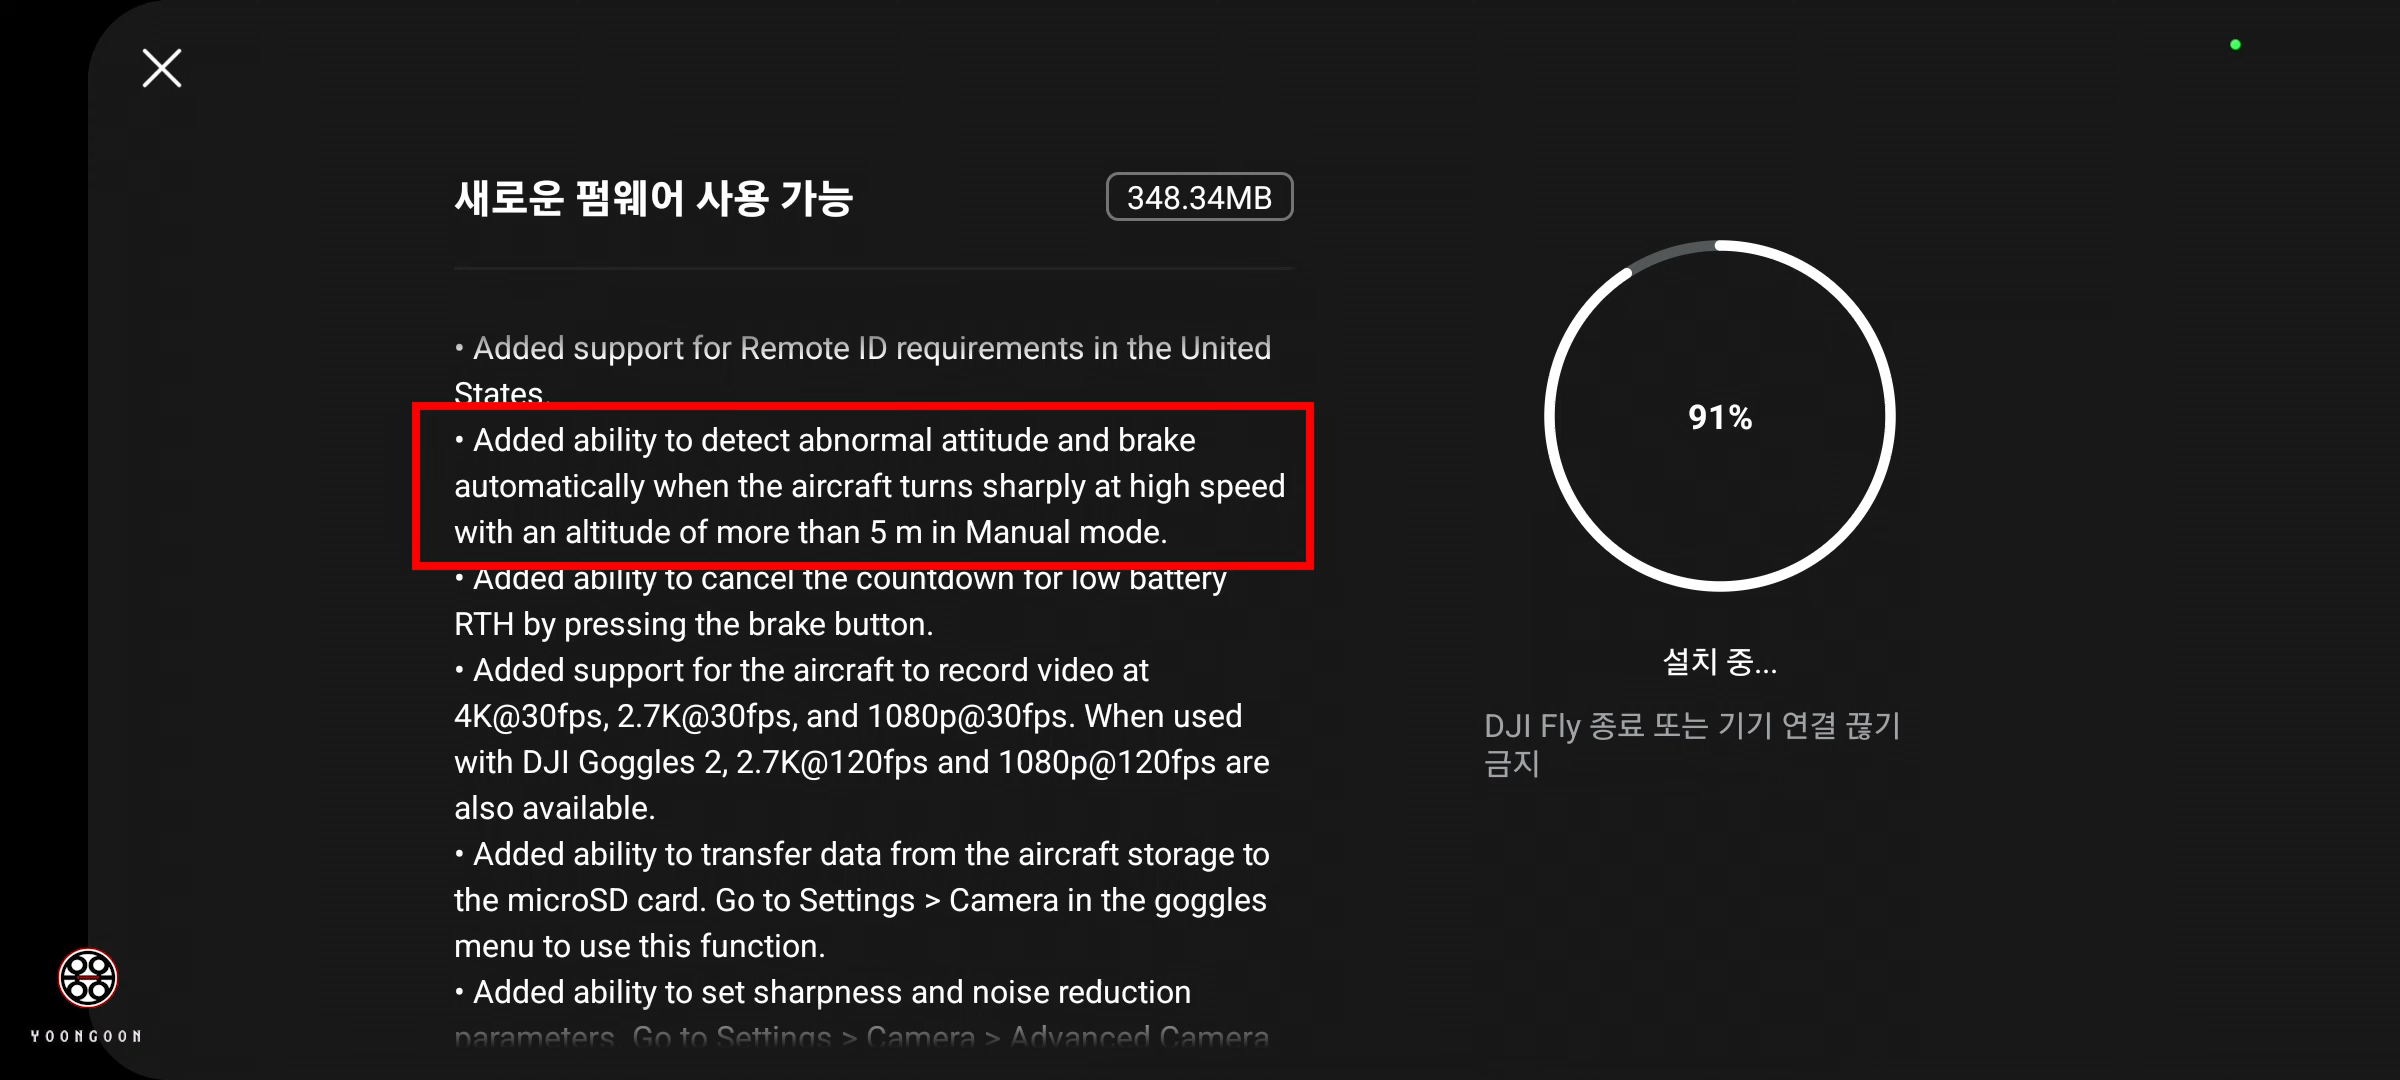 새로운 펌웨어 사용 가능
348.34MB
• Added support for Remote ID requirements in the United
States.
• Added ability to detect abnormal attitude and brake
automatically when the aircraft turns sharply at high speed
with an altitude of more than 5 m in Manual mode.
• Added ability to cancel the countdown for low battery
RTH by pressing the brake button.
• Added support for the aircraft to record video at
4K@30fps, 2.7K@30fps, and 1080p@30fps. When used
with DJI Goggles 2, 2.7K@120fps and 1080p@120fps are
also available.
• Added ability to transfer data from the aircraft storage to
the microSD card. Go to Settings > Camera in the goggles
menu to use this function.
• Added ability to set sharpness and noise reduction
parameters. Go to Settings > Camera > Advanced Camera
91%
설치 중...
DJI Fly 종료 또는 기기 연결 끊기
금지
YOONGOON